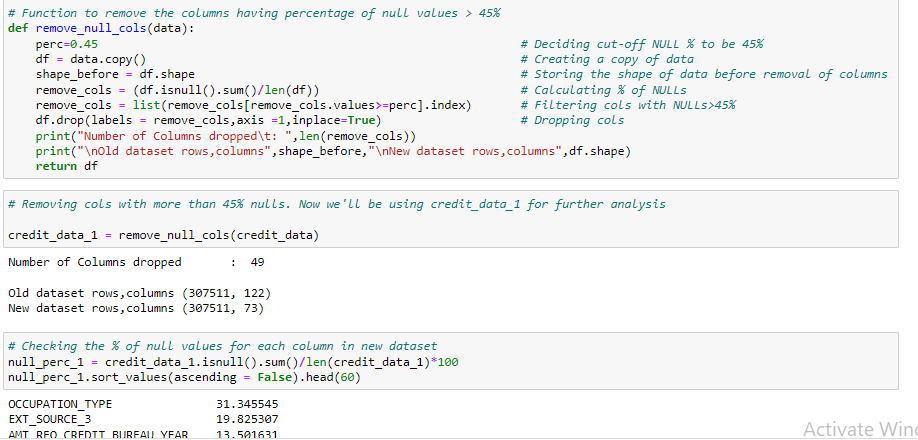 # Function to remove the columns having percentage of null values > 45%
def remove_null_cols(data):
    perc=0.45                                    # Deciding cut-off NULL % to be 45%
    df = data.copy()                             # Creating a copy of data
    shape_before = df.shape                      # Storing the shape of data before removal of columns
    remove_cols = (df.isnull().sum()/len(df))    # Calculating % of NULLs
    remove_cols = list(remove_cols[remove_cols.values>=perc].index)    # Filtering cols with NULLs>45%
    df.drop(labels = remove_cols,axis =1,inplace=True)    # Dropping cols
    print("Number of Columns dropped\t: ",len(remove_cols))
    print("\nOld dataset rows,columns",shape_before,"\nNew dataset rows,columns",df.shape)
    return df
# Removing cols with more than 45% nulls. Now we'll be using credit_data_1 for further analysis
credit_data_1 = remove_null_cols(credit_data)
Number of Columns dropped       :  49
Old dataset rows,columns (307511, 122)
New dataset rows,columns (307511, 73)
# Checking the % of null values for each column in new dataset
null_perc_1 = credit_data_1.isnull().sum()/len(credit_data_1)*100
null_perc_1.sort_values(ascending = False).head(60)
OCCUPATION_TYPE               31.345545
EXT_SOURCE_3                  19.825307
AMT_REQ_CREDIT_BUREAU_YEAR    13.501631
Activate Win